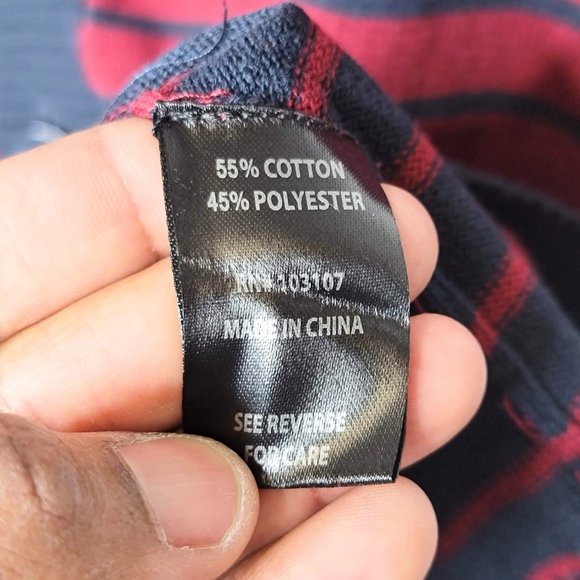 55% COTTON
45% POLYESTER
RN# 103107
MADE IN CHINA
SEE REVERSE
FOR CARE